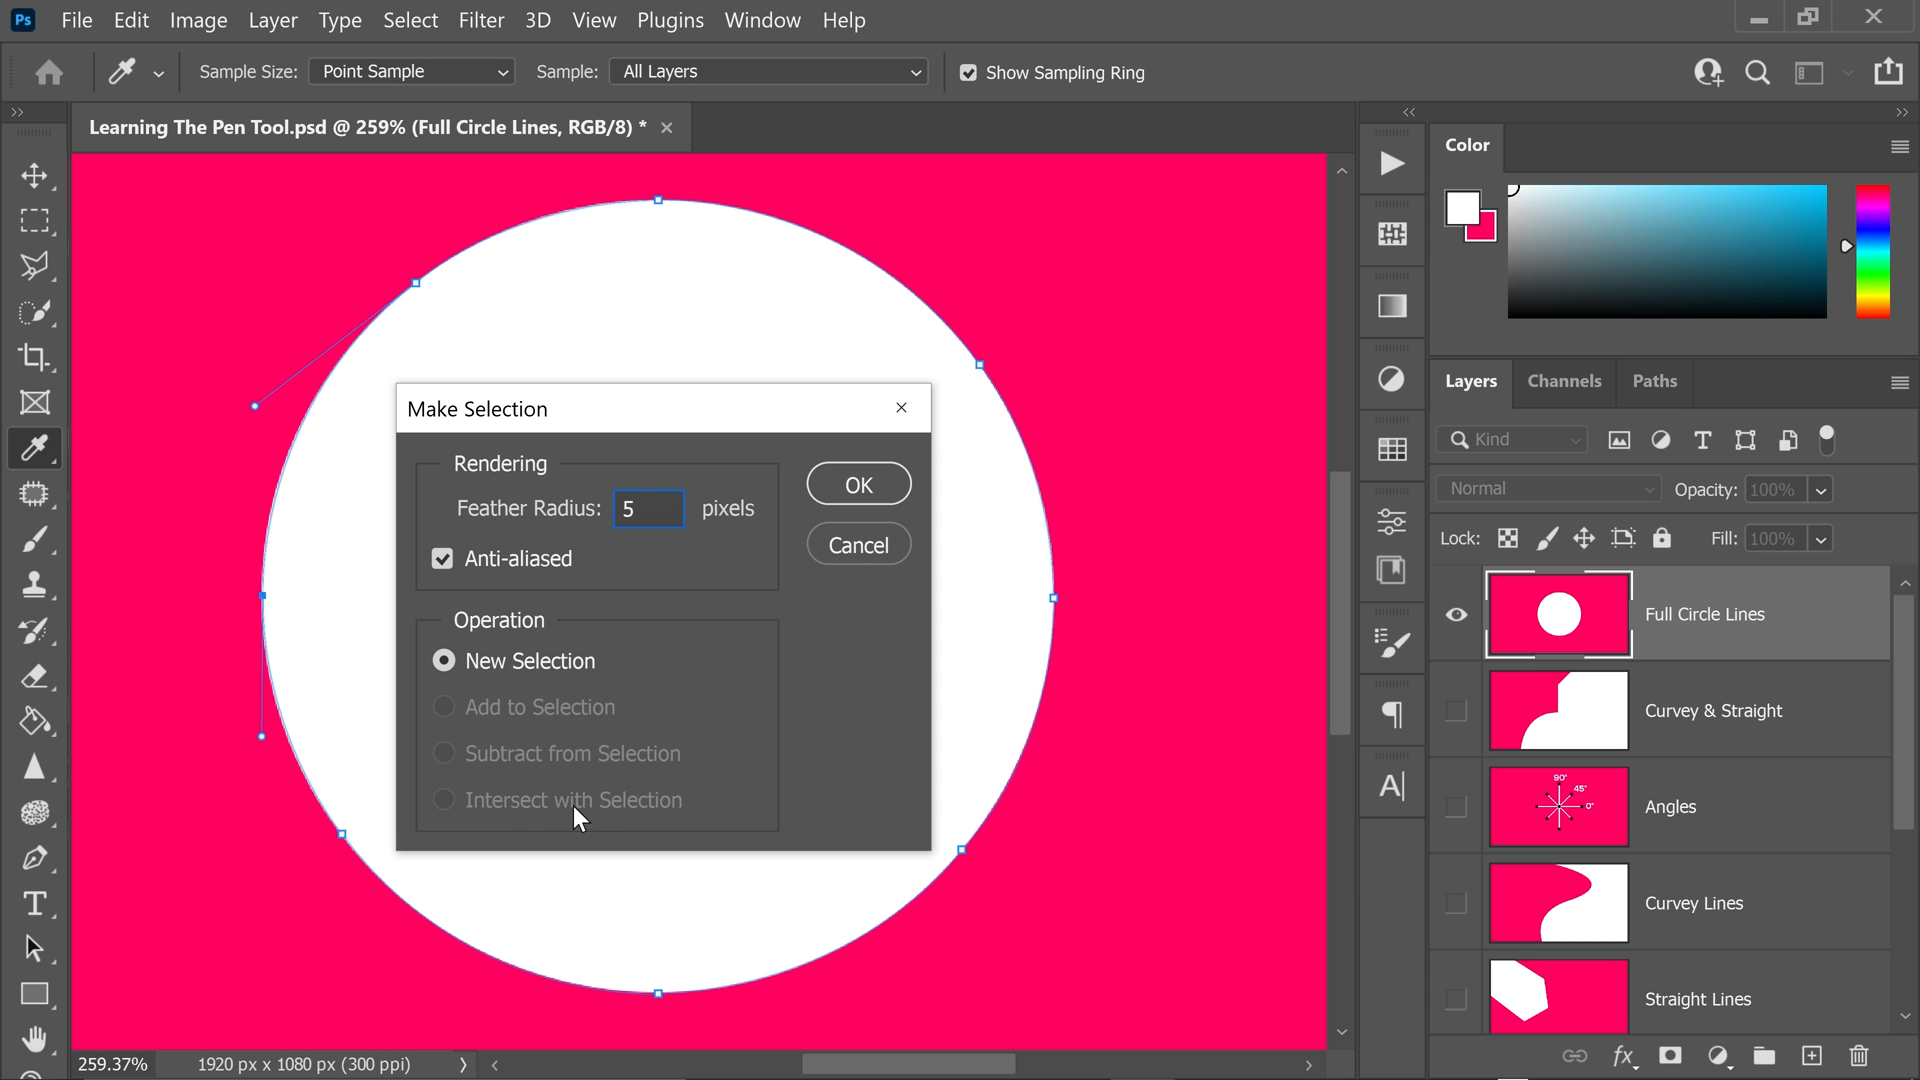 Ps File Edit Image Layer Type Select Filter 3D View Plugins Window Help
Sample Size: Point Sample Sample: All Layers Show Sampling Ring
Learning The Pen Tool.psd @ 259% (Full Circle Lines, RGB/8) *
Color
Make Selection
Rendering
Feather Radius: 5 pixels
Anti-aliased
OK
Cancel
Operation
New Selection
Add to Selection
Subtract from Selection
Intersect with Selection
Layers Channels Paths
Kind
Normal Opacity: 100%
Lock: Fill: 100%
Full Circle Lines
Curvey & Straight
90°
45°
0°
Angles
Curvey Lines
Straight Lines
fx
259.37% 1920 px x 1080 px (300 ppi)